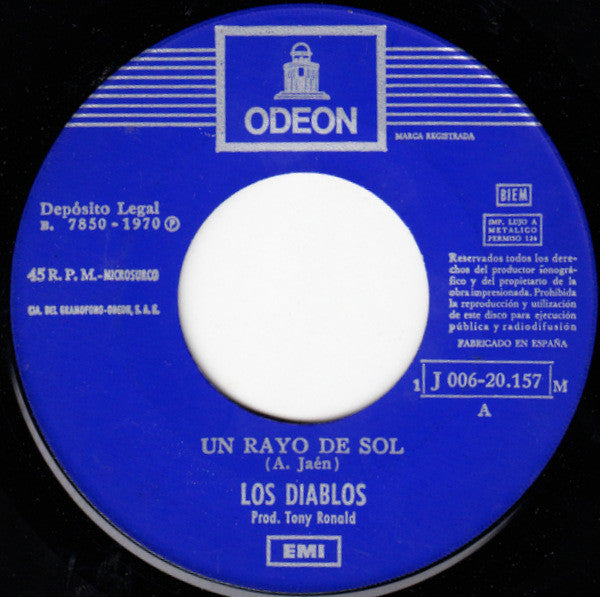 ODEON
MARCA REGISTRADA
Depósito Legal
B. 7850 - 1970 Ⓟ
45 R. P. M.-MICROSURCO
CIA. DEL GRAMOFONO-ODEON, S. A. E.
BIEM
IMP. LUJO A
METALICO
PERMISO 124
Reservados todos los dere-
chos del productor fonográ-
fico y del propietario de la
obra impresionada. Prohibida
la reproducción y utilización
de este disco para ejecución
pública y radiodifusión
FABRICADO EN ESPAÑA
1 J 006-20.157 M
A
UN RAYO DE SOL
(A. Jaén)
LOS DIABLOS
Prod. Tony Ronald
EMI